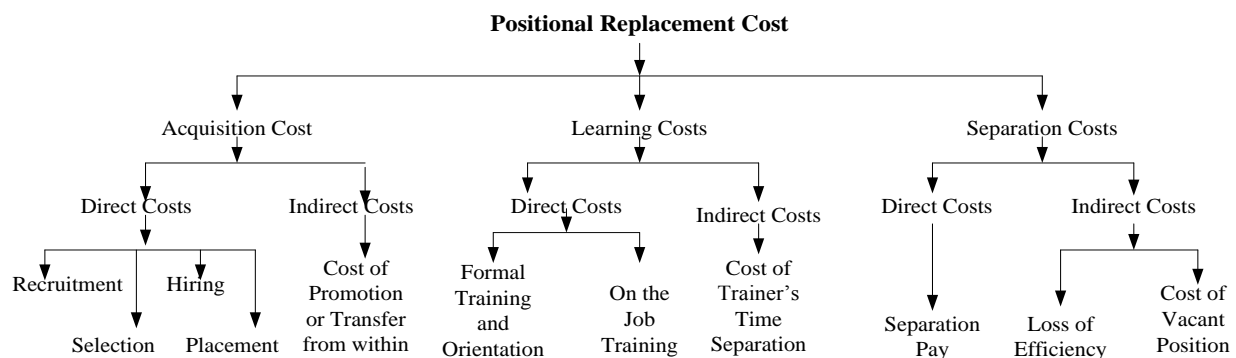 Positional Replacement Cost
Acquisition Cost
Learning Costs
Separation Costs
Direct Costs
Indirect Costs
Direct Costs
Indirect Costs
Direct Costs
Indirect Costs
Recruitment
Selection
Hiring
Placement
Cost of
Promotion
or Transfer
from within
Formal
Training
and
Orientation
On the
Job
Training
Cost of
Trainer's
Time
Separation
Separation
Pay
Loss of
Efficiency
Cost of
Vacant
Position